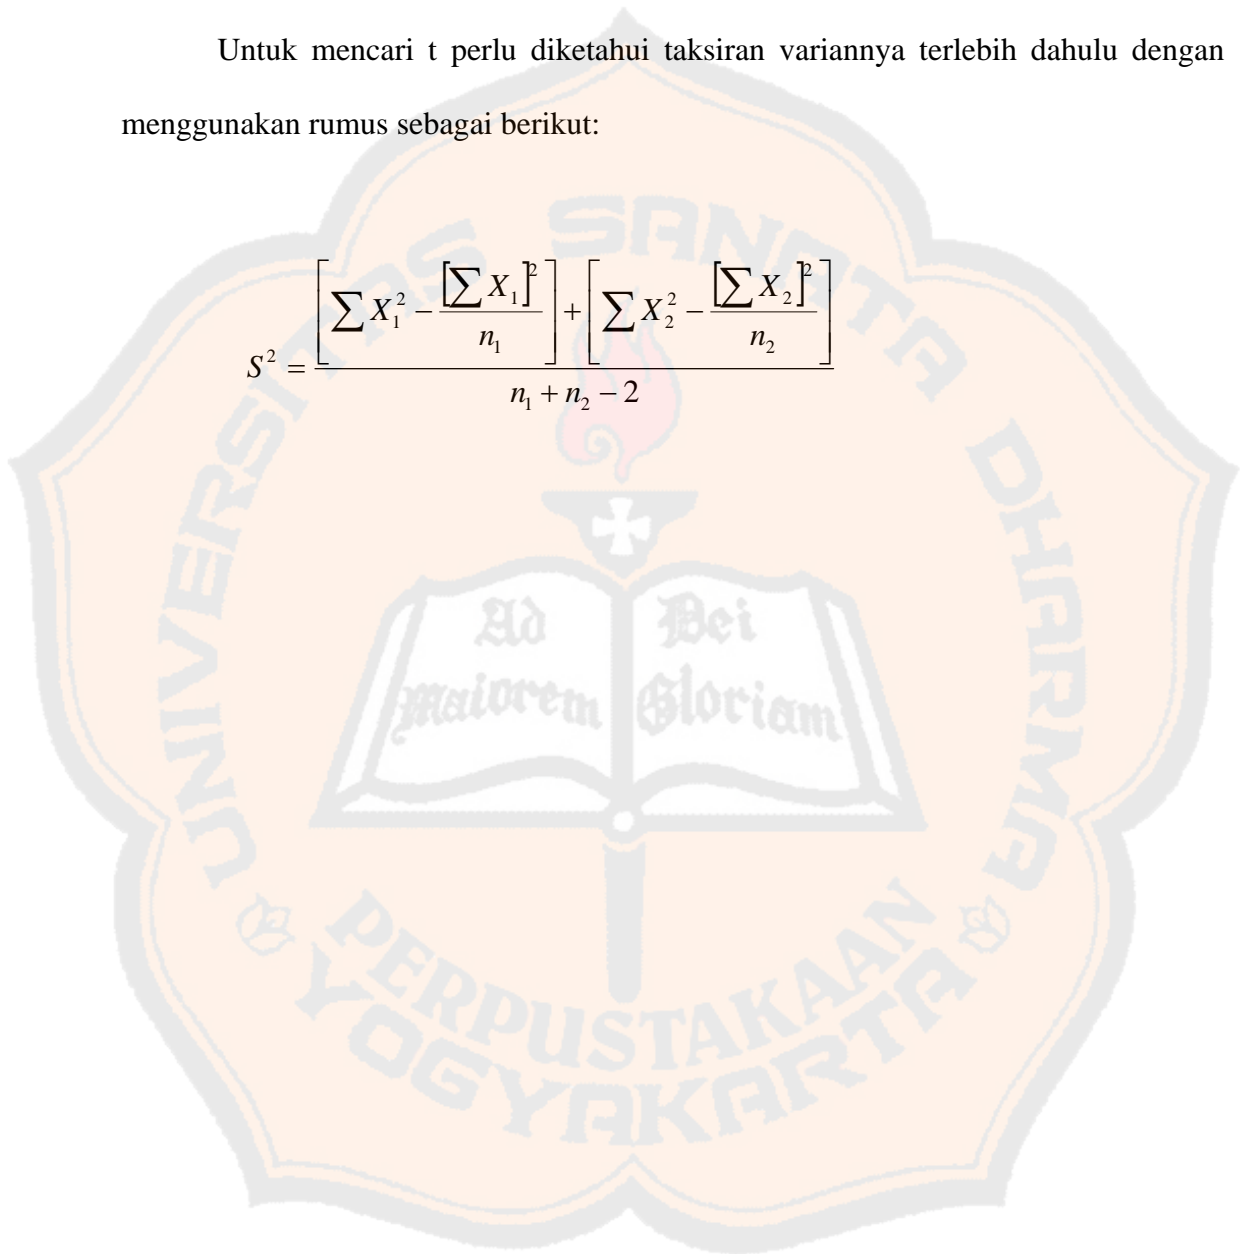 Untuk mencari t perlu diketahui taksiran variannya terlebih dahulu dengan
menggunakan rumus sebagai berikut:
S² = ([∑X₁² − [∑X₁]²/n₁] + [∑X₂² − [∑X₂]²/n₂]) / (n₁ + n₂ − 2)
UNIVERSITAS SANATA DHARMA
Ad Dei
Maiorem Gloriam
PERPUSTAKAAN
YOGYAKARTA